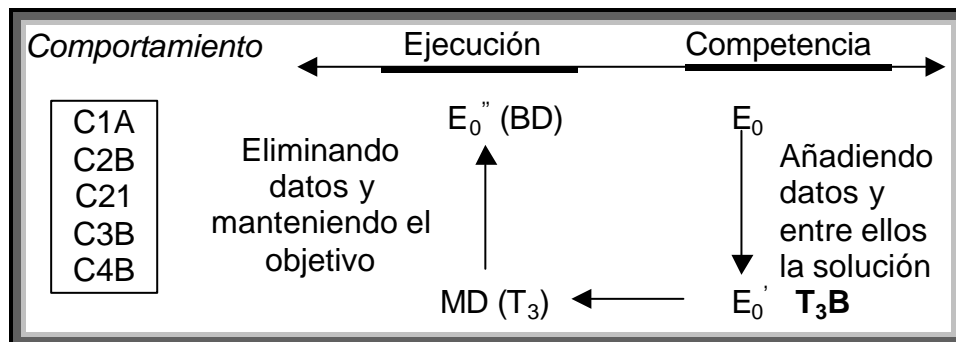 Comportamiento
Ejecución
Competencia
C1A
C2B
C21
C3B
C4B
Eliminando
datos y
manteniendo el
objetivo
E₀” (BD)
MD (T₃)
E₀
Añadiendo
datos y
entre ellos
la solución
E₀’ T₃B